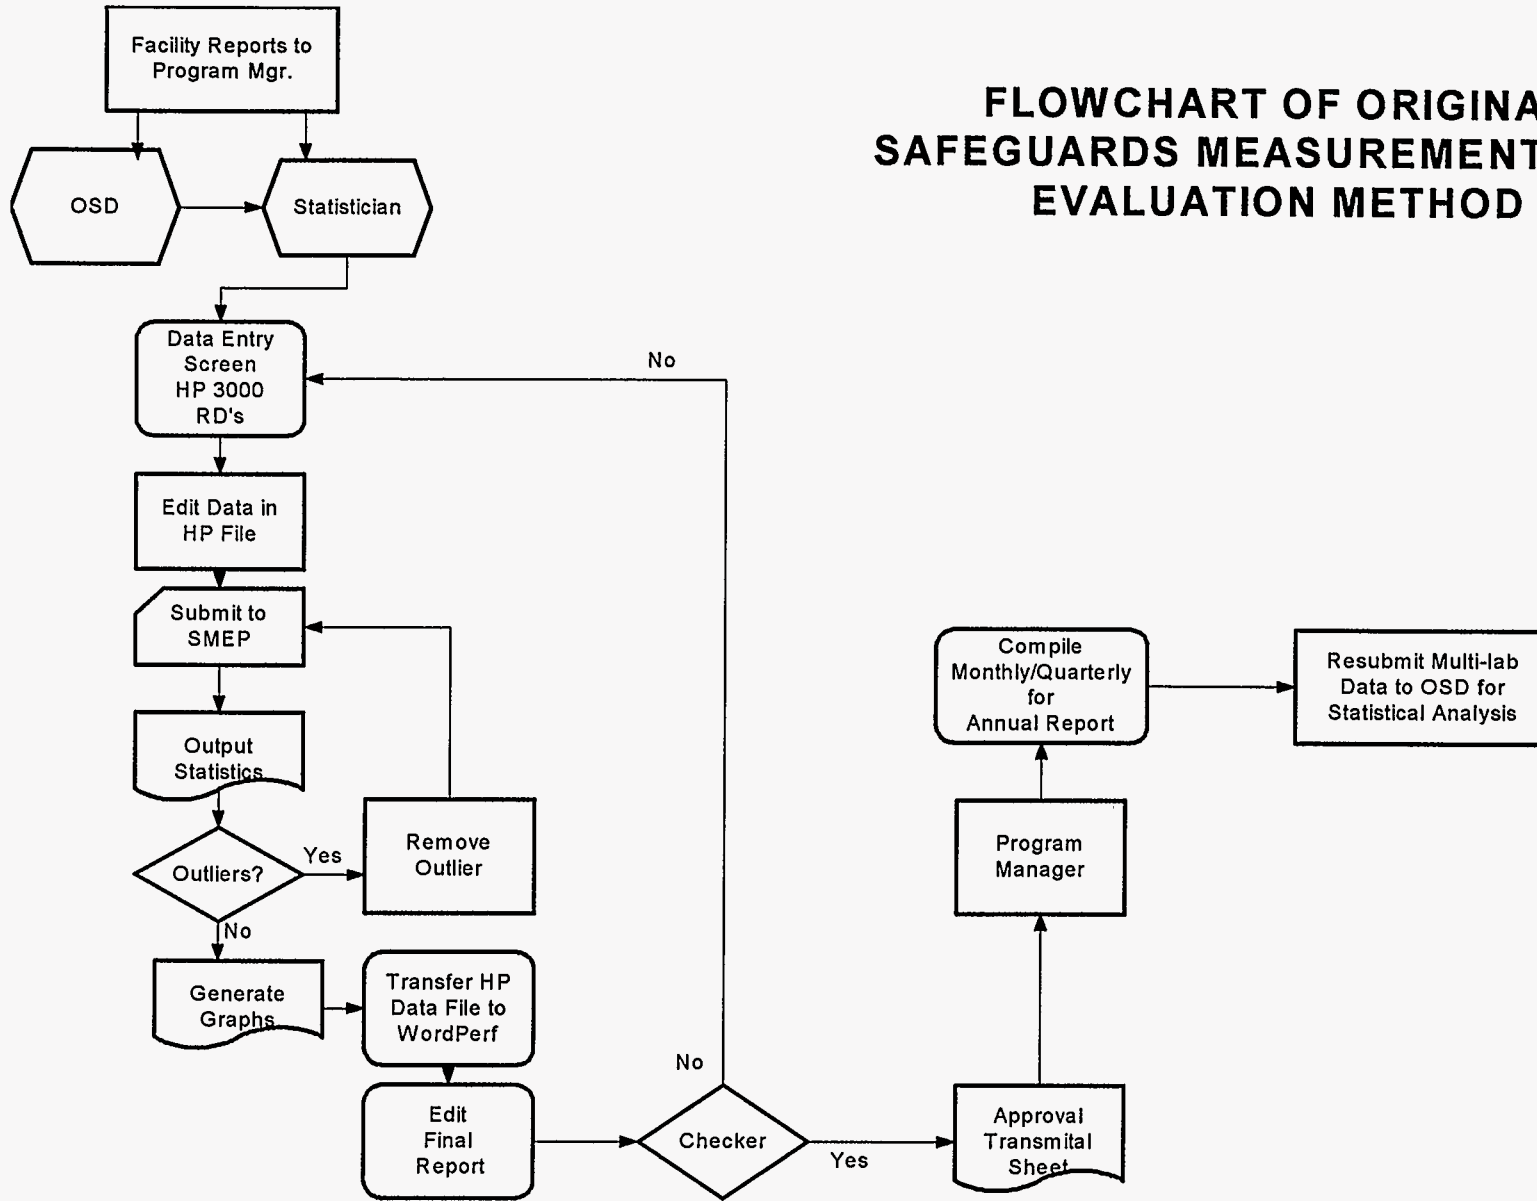 Facility Reports to
Program Mgr.
FLOWCHART OF ORIGINA
SAFEGUARDS MEASUREMENT
EVALUATION METHOD
OSD
Statistician
Data Entry
Screen
HP 3000
RD's
No
Edit Data in
HP File
Submit to
SMEP
Output
Statistics
Outliers?
Yes
Remove
Outlier
No
Generate
Graphs
Transfer HP
Data File to
WordPerf
Edit
Final
Report
No
Checker
Yes
Approval
Transmital
Sheet
Program
Manager
Compile
Monthly/Quarterly
for
Annual Report
Resubmit Multi-lab
Data to OSD for
Statistical Analysis